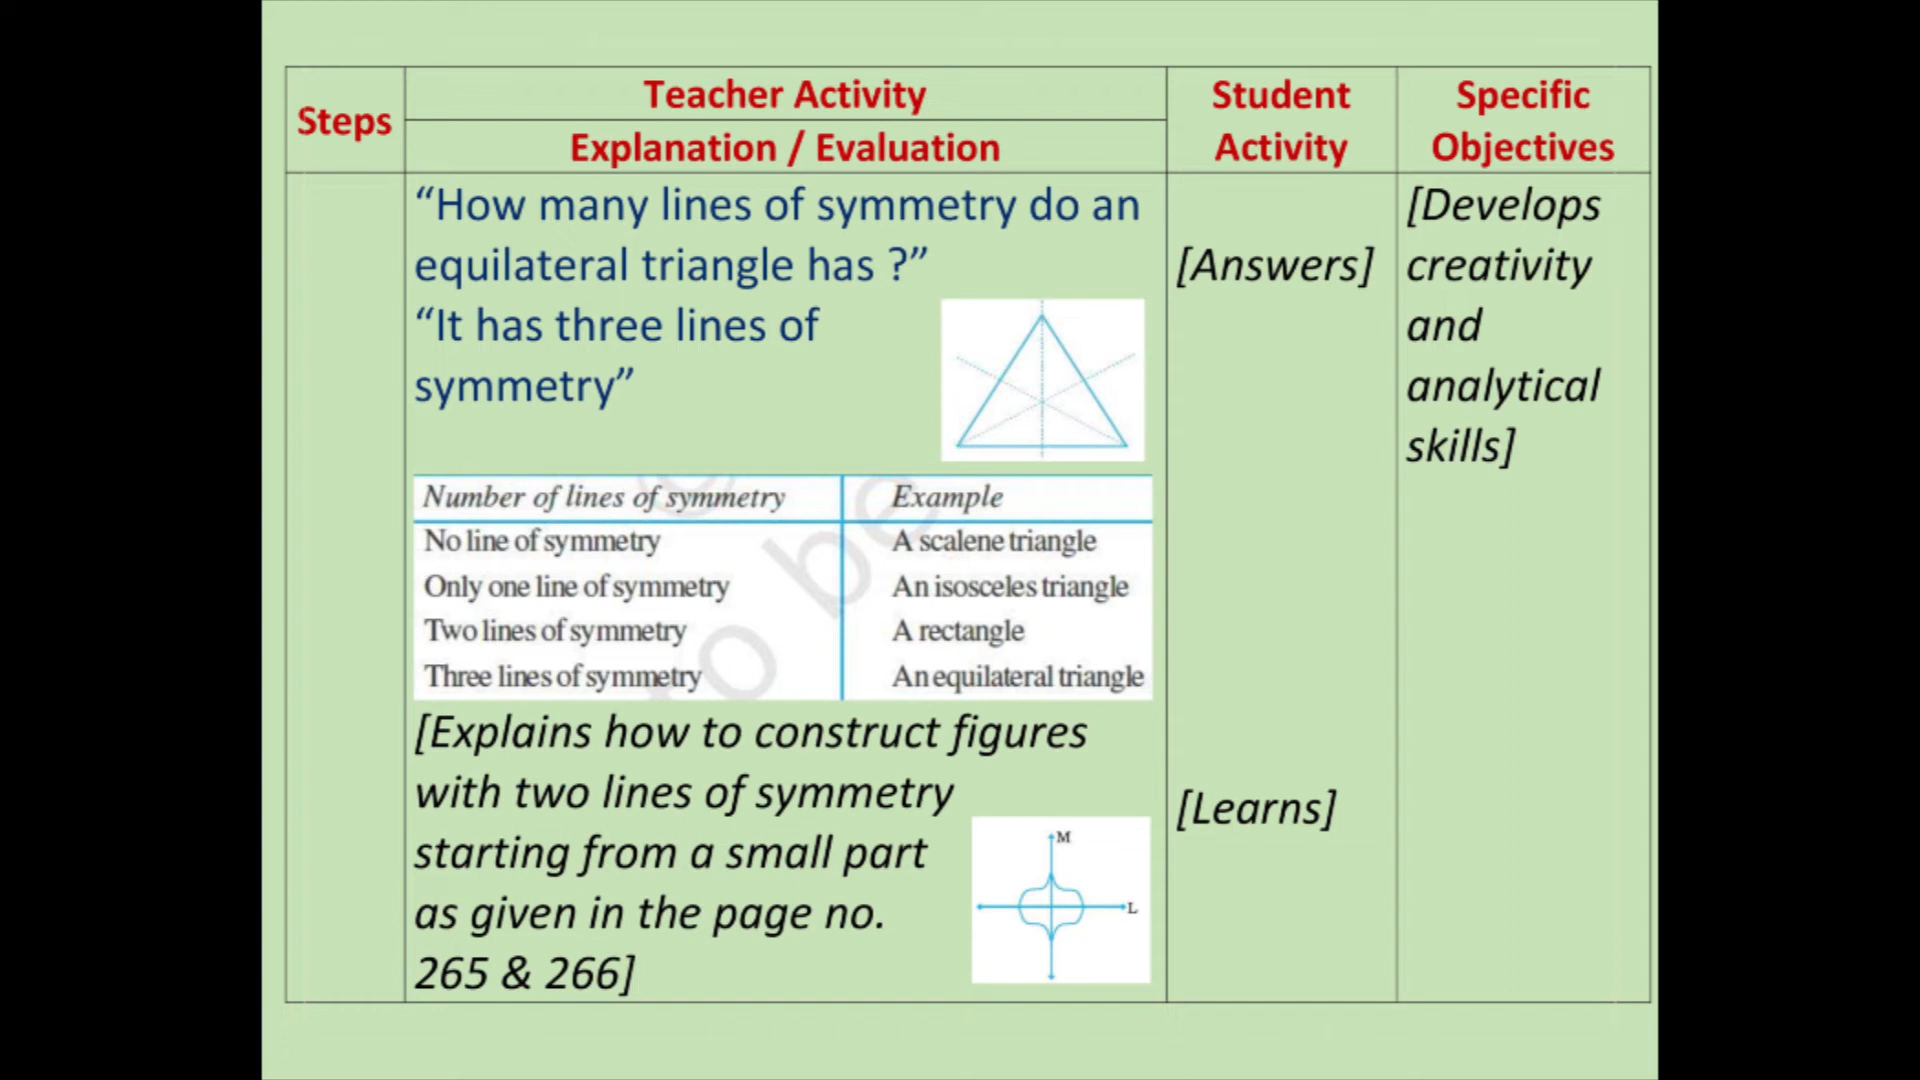 Steps
Teacher Activity
Explanation / Evaluation
Student
Activity
Specific
Objectives
“How many lines of symmetry do an
equilateral triangle has ?”
“It has three lines of
symmetry”
Number of lines of symmetry Example
No line of symmetry A scalene triangle
Only one line of symmetry An isosceles triangle
Two lines of symmetry A rectangle
Three lines of symmetry An equilateral triangle
to be
[Explains how to construct figures
with two lines of symmetry
starting from a small part
as given in the page no.
265 & 266]
M
L
[Answers]
[Learns]
[Develops
creativity
and
analytical
skills]